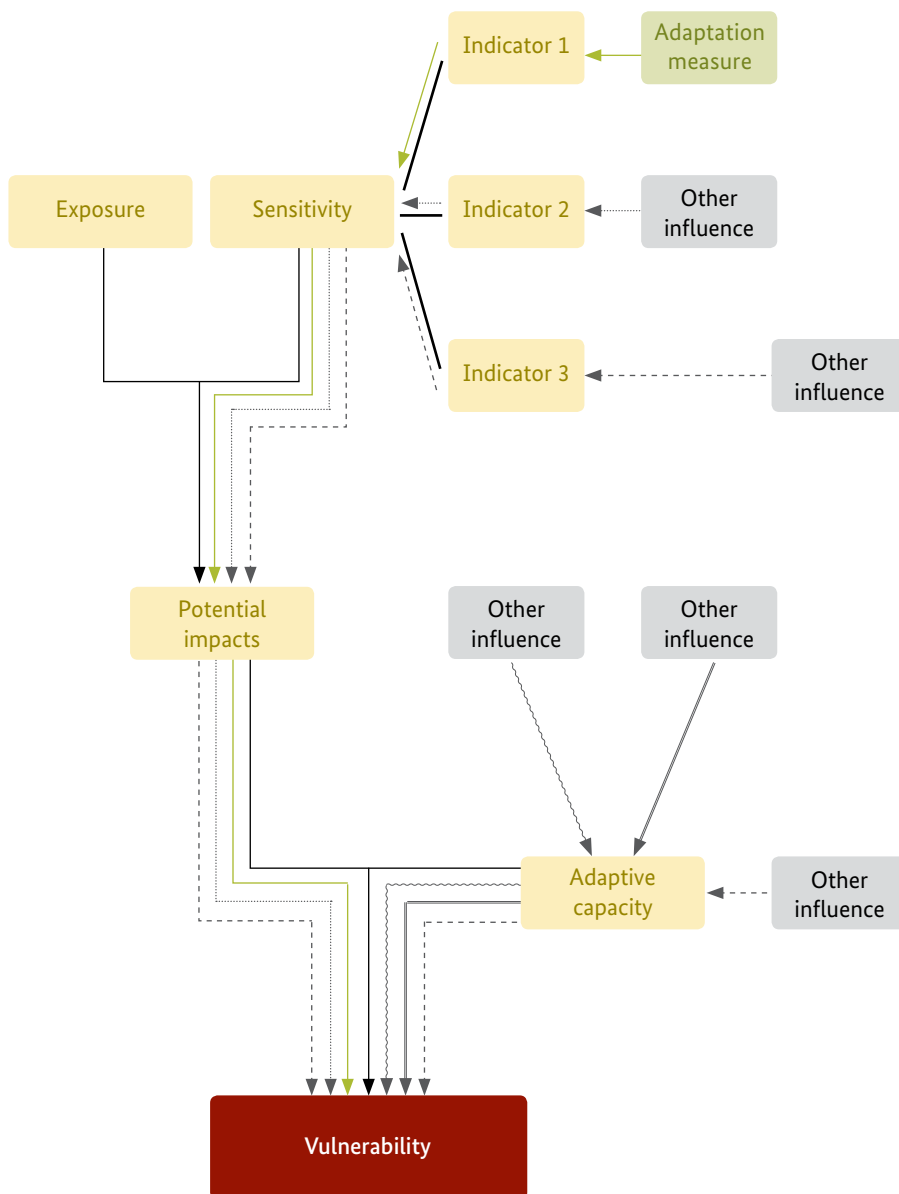 Indicator 1
Adaptation
measure
Exposure
Sensitivity
Indicator 2
Other
influence
Indicator 3
Other
influence
Potential
impacts
Other
influence
Other
influence
Adaptive
capacity
Other
influence
Vulnerability